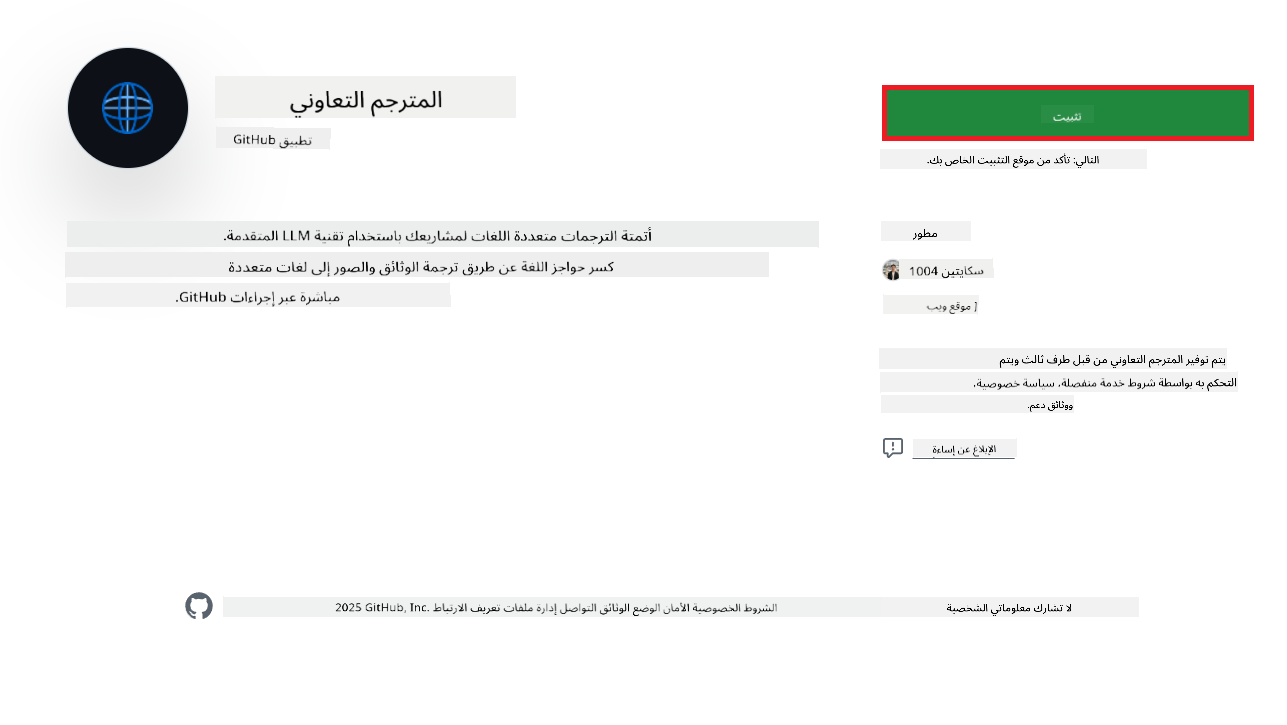 المترجم التعاوني
تطبيق GitHub
تثبيت
التالي: تأكد من موقع التثبيت الخاص بك.
أتمتة الترجمات متعددة اللغات لمشاريعك باستخدام تقنية LLM المتقدمة.
كسر حواجز اللغة عن طريق ترجمة الوثائق والصور إلى لغات متعددة
مباشرة عبر إجراءات GitHub.
مطور
سكايتين 1004
[ موقع ويب
يتم توفير المترجم التعاوني من قبل طرف ثالث ويتم
التحكم به بواسطة شروط خدمة منفصلة، سياسة خصوصية،
ووثائق دعم.
الإبلاغ عن إساءة
الشروط الخصوصية الأمان الوضع الوثائق التواصل إدارة ملفات تعريف الارتباط 2025 GitHub, Inc.
لا تشارك معلوماتي الشخصية